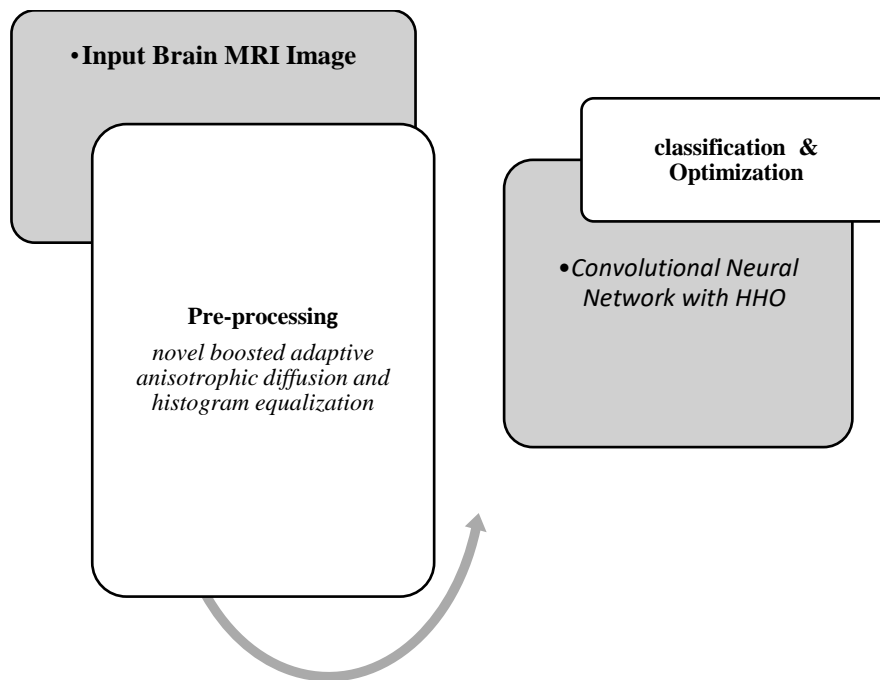 •Input Brain MRI Image
Pre-processing
novel boosted adaptive
anisotrophic diffusion and
histogram equalization
classification & 
Optimization
•Convolutional Neural
Network with HHO